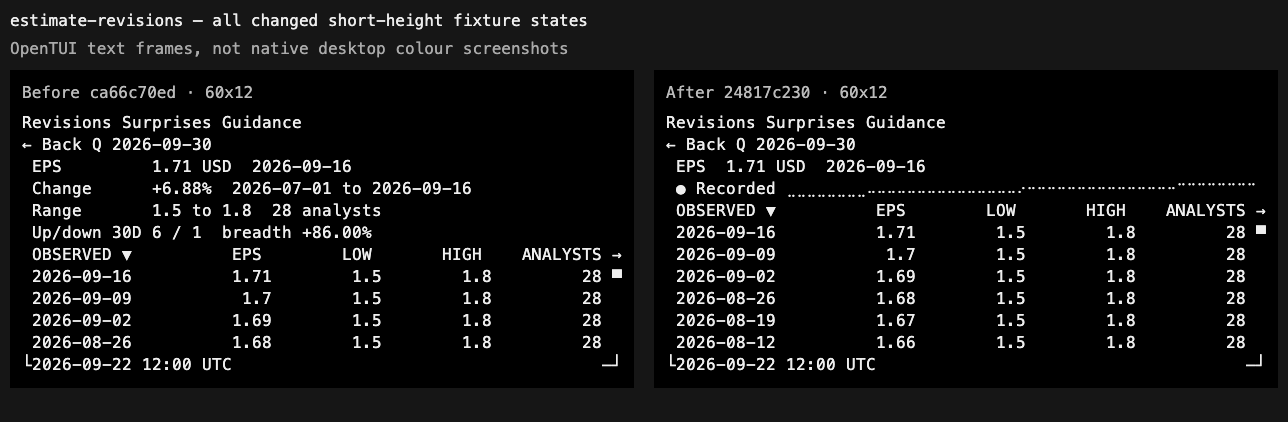 estimate-revisions — all changed short-height fixture states
OpenTUI text frames, not native desktop colour screenshots
Before ca66c70ed · 60x12
Revisions Surprises Guidance
← Back Q 2026-09-30
EPS 1.71 USD 2026-09-16
Change +6.88% 2026-07-01 to 2026-09-16
Range 1.5 to 1.8 28 analysts
Up/down 30D 6 / 1 breadth +86.00%
OBSERVED ▼ EPS LOW HIGH ANALYSTS →
2026-09-16 1.71 1.5 1.8 28
2026-09-09 1.7 1.5 1.8 28
2026-09-02 1.69 1.5 1.8 28
2026-08-26 1.68 1.5 1.8 28
2026-09-22 12:00 UTC
After 24817c230 · 60x12
Revisions Surprises Guidance
← Back Q 2026-09-30
EPS 1.71 USD 2026-09-16
● Recorded
OBSERVED ▼ EPS LOW HIGH ANALYSTS →
2026-09-16 1.71 1.5 1.8 28
2026-09-09 1.7 1.5 1.8 28
2026-09-02 1.69 1.5 1.8 28
2026-08-26 1.68 1.5 1.8 28
2026-08-19 1.67 1.5 1.8 28
2026-08-12 1.66 1.5 1.8 28
2026-09-22 12:00 UTC